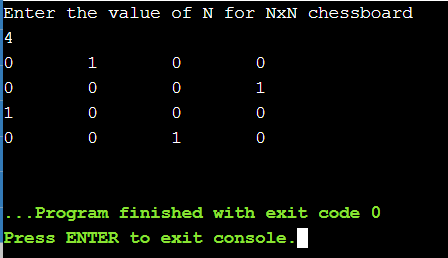 Enter the value of N for NxN chessboard
4
0 1 0 0
0 0 0 1
1 0 0 0
0 0 1 0
...Program finished with exit code 0
Press ENTER to exit console.